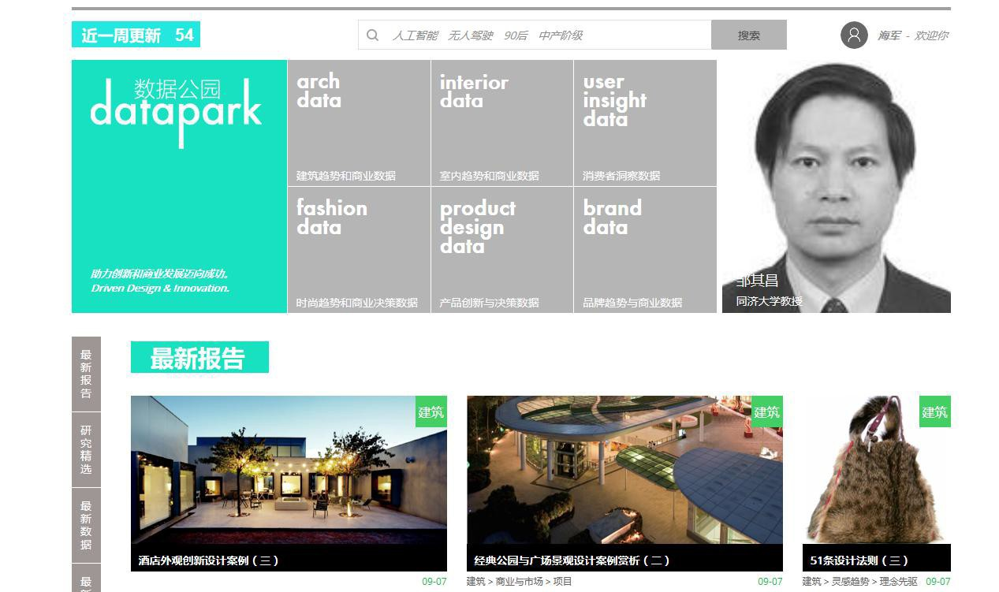 近一周更新 54
人工智能 无人驾驶 90后 中产阶级
搜索
海军 - 欢迎你
数据公园
datapark
助力创新和商业发展迈向成功。
Driven Design & Innovation.
arch
data
建筑趋势和商业数据
interior
data
室内趋势和商业数据
user
insight
data
消费者洞察数据
fashion
data
时尚趋势和商业决策数据
product
design
data
产品创新与决策数据
brand
data
品牌趋势与商业数据
邹其昌
同济大学教授
最新报告
研究精选
最新数据
最
最新报告
建筑
酒店外观创新设计案例（三）
09-07
建筑
经典公园与广场景观设计案例赏析（二）
建筑 > 商业与市场 > 项目
09-07
建筑
51条设计法则（三）
建筑 > 灵感趋势 > 理念先驱
09-07